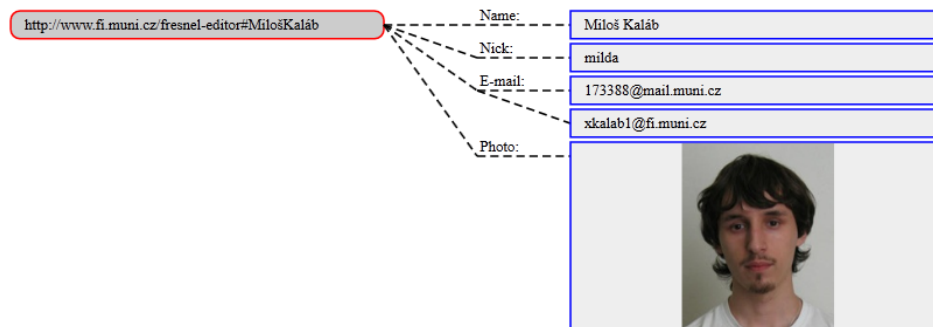 http://www.fi.muni.cz/fresnel-editor#MilošKaláb
Name:
Miloš Kaláb
Nick:
milda
E-mail:
173388@mail.muni.cz
xkalab1@fi.muni.cz
Photo: